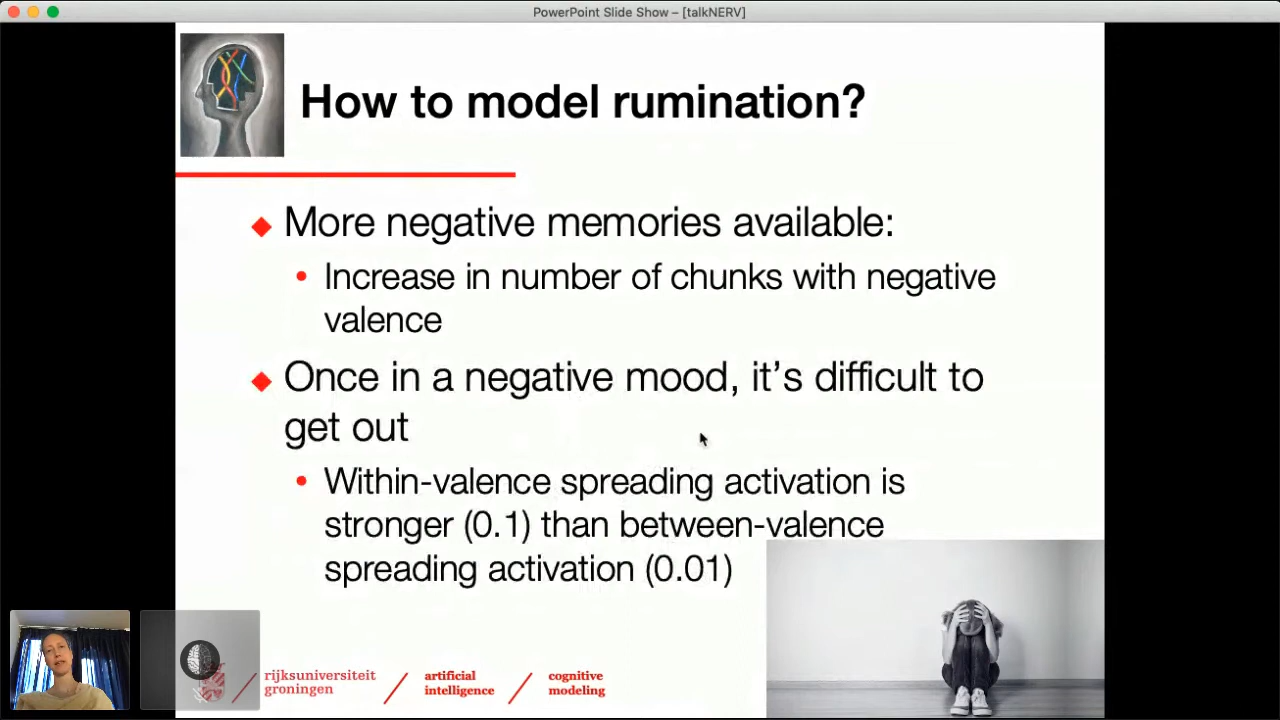 PowerPoint Slide Show – [talkNERV]
How to model rumination?
More negative memories available:
Increase in number of chunks with negative
valence
Once in a negative mood, it's difficult to
get out
Within-valence spreading activation is
stronger (0.1) than between-valence
spreading activation (0.01)
rijksuniversiteit
groningen
artificial
intelligence
cognitive
modeling